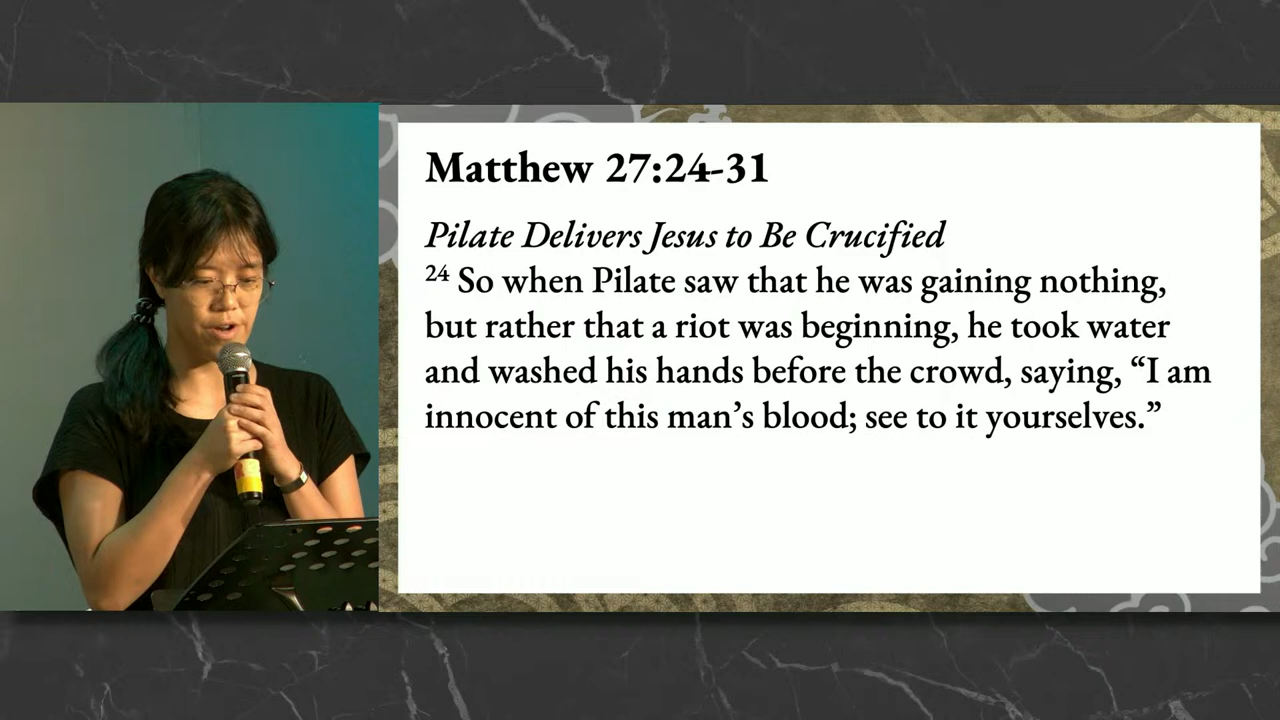 Matthew 27:24-31
Pilate Delivers Jesus to Be Crucified
24 So when Pilate saw that he was gaining nothing,
but rather that a riot was beginning, he took water
and washed his hands before the crowd, saying, “I am
innocent of this man’s blood; see to it yourselves.”